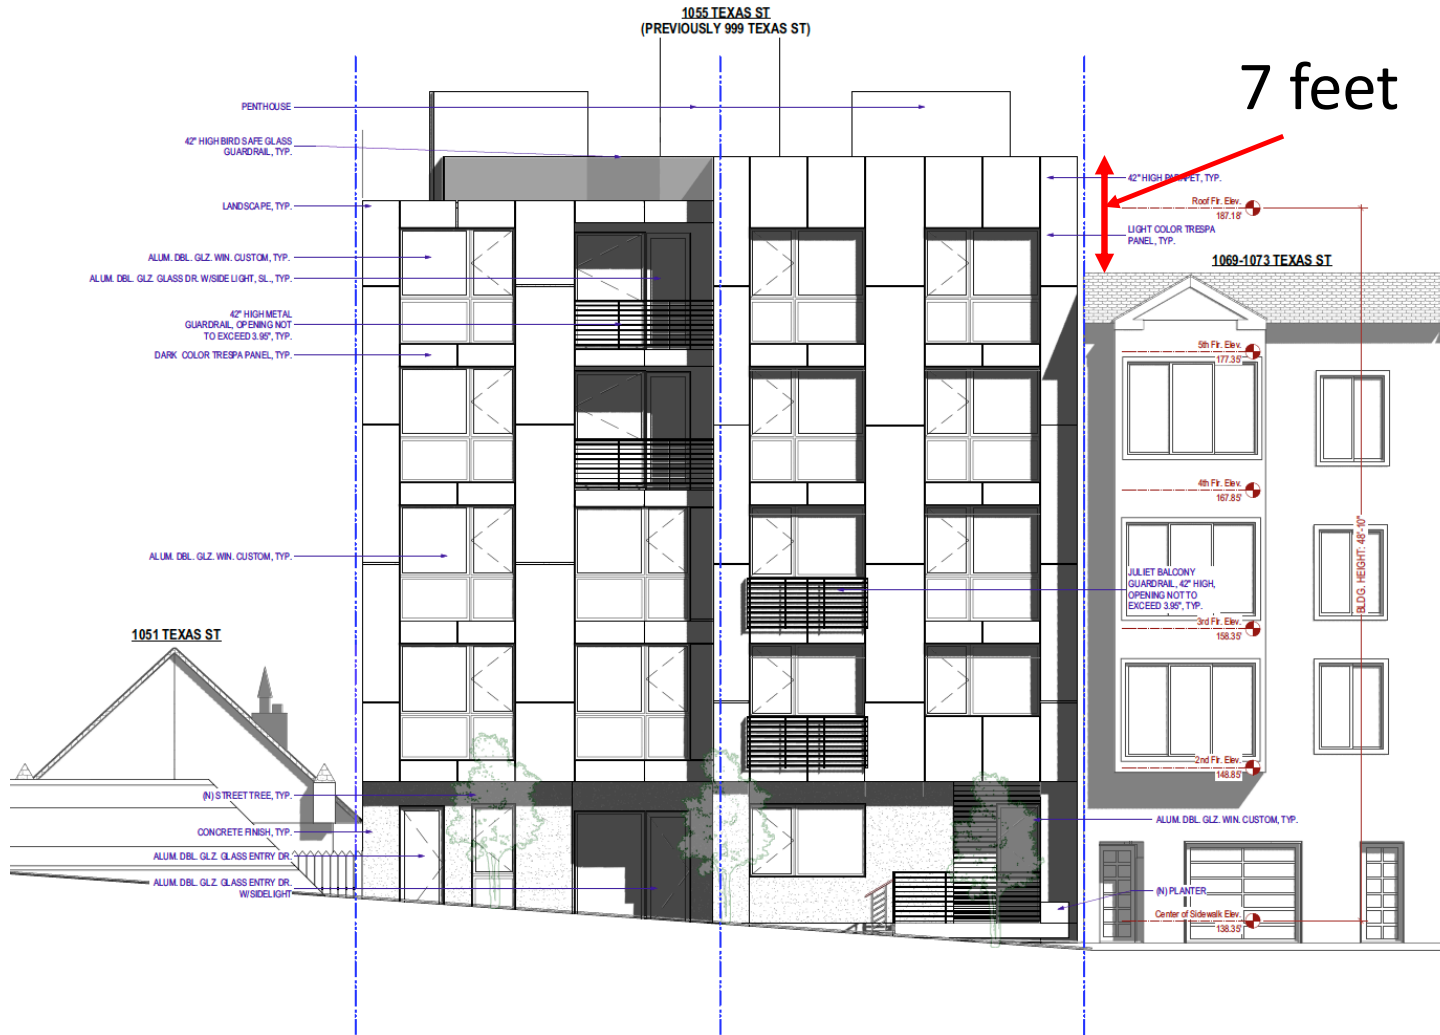 1055 TEXAS ST
(PREVIOUSLY 999 TEXAS ST)
7 feet
PENTHOUSE
42" HIGH BIRD SAFE GLASS
GUARDRAIL, TYP.
42" HIGH PARAPET, TYP.
LANDSCAPE, TYP.
Roof Flr. Elev.
187.18'
LIGHT COLOR TRESPA
PANEL, TYP.
ALUM. DBL. GLZ. WIN. CUSTOM, TYP.
1069-1073 TEXAS ST
ALUM. DBL. GLZ. GLASS DR. W/SIDE LIGHT, SL., TYP.
42" HIGH METAL
GUARDRAIL, OPENING NOT
TO EXCEED 3.95", TYP.
DARK COLOR TRESPA PANEL, TYP.
5th Flr. Elev.
177.35'
4th Flr. Elev.
167.85'
BLDG. HEIGHT: 48'-10"
ALUM. DBL. GLZ. WIN. CUSTOM, TYP.
JULIET BALCONY
GUARDRAIL, 42" HIGH,
OPENING NOT TO
EXCEED 3.95", TYP.
3rd Flr. Elev.
158.35'
1051 TEXAS ST
2nd Flr. Elev.
148.85'
(N) STREET TREE, TYP.
ALUM. DBL. GLZ. WIN. CUSTOM, TYP.
CONCRETE FINISH, TYP.
ALUM. DBL. GLZ. GLASS ENTRY DR.
ALUM. DBL. GLZ. GLASS ENTRY DR.
W/SIDELIGHT
(N) PLANTER
Center of Sidewalk Elev.
138.35'